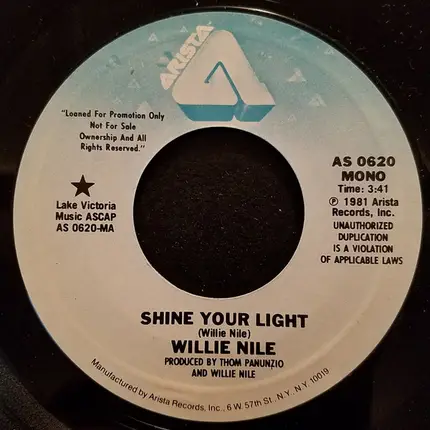 ARISTA
"Loaned For Promotion Only
Not For Sale
Ownership And All
Rights Reserved."
Lake Victoria
Music ASCAP
AS 0620-MA
AS 0620
MONO
Time: 3:41
℗ 1981 Arista
Records, Inc.
UNAUTHORIZED
DUPLICATION
IS A VIOLATION
OF APPLICABLE LAWS
SHINE YOUR LIGHT
(Willie Nile)
WILLIE NILE
PRODUCED BY THOM PANUNZIO
AND WILLIE NILE
Manufactured by Arista Records, Inc., 6 W 57th St. N.Y. N.Y. 10019